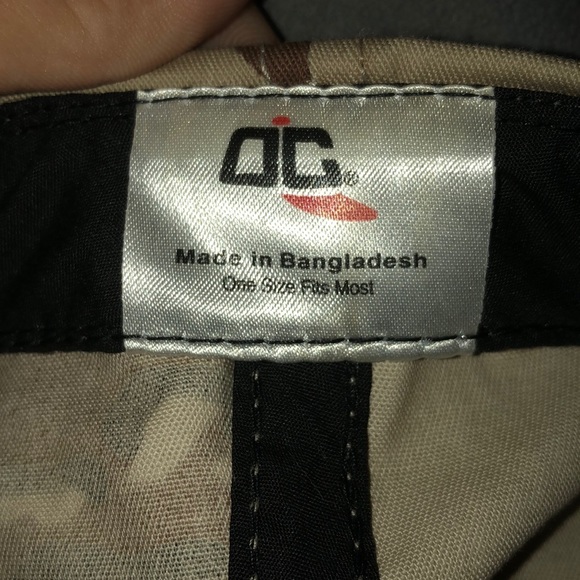 OC®
Made in Bangladesh
One Size Fits Most